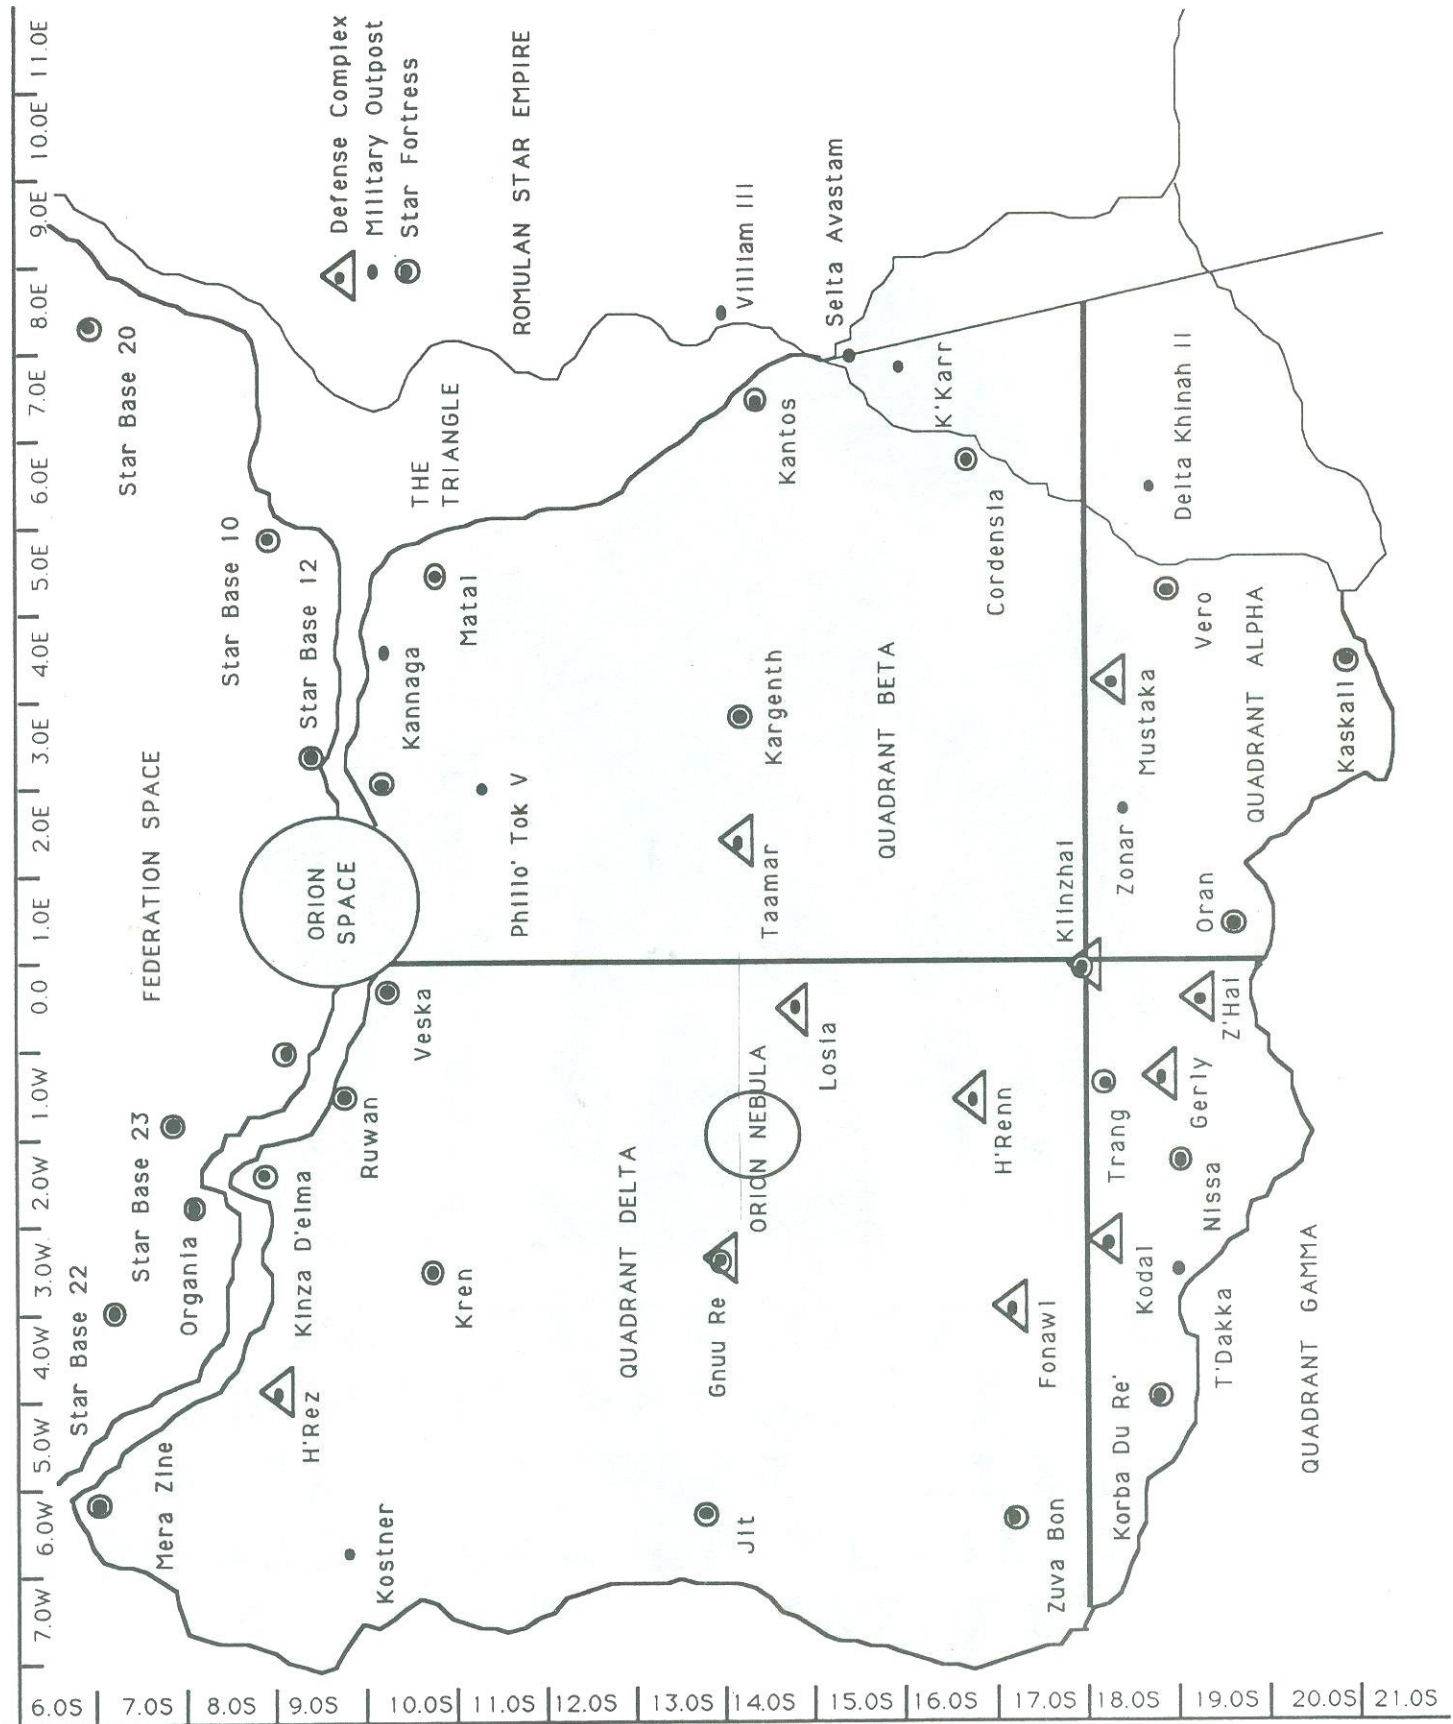 7.0W 6.0W 5.0W 4.0W 3.0W. 2.0W 1.0W 0.0 1.0E 2.0E 3.0E 4.0E 5.0E 6.0E 7.0E 8.0E 9.0E 10.0E 11.0E
6.0S
7.0S
8.0S
9.0S
10.0S
11.0S
12.0S
13.0S
14.0S
15.0S
16.0S
17.0S
18.0S
19.0S
20.0S
21.0S
Defense Complex
Military Outpost
Star Fortress
Star Base 22
Star Base 23
Star Base 20
Star Base 10
Star Base 12
FEDERATION SPACE
Organia
Mera Zine
Kinza D'elma
H'Rez
Ruwan
Kostner
ORION
SPACE
Veska
Kannaga
THE
TRIANGLE
Kren
Matal
Phillo' Tok V
ROMULAN STAR EMPIRE
QUADRANT DELTA
Gnuu Re
Jlt
ORION NEBULA
Losia
Taamar
Kargenth
Kantos
Villiam III
Selta Avastam
QUADRANT BETA
K'Karr
Cordensia
H'Renn
Fonawl
Zuva Bon
Klinzhal
Korba Du Re'
Kodal
Trang
Zonar
Mustaka
Delta Khinah II
Nissa
Gerly
T'Dakka
Z'Hal
Oran
Vero
QUADRANT ALPHA
QUADRANT GAMMA
Kaskall